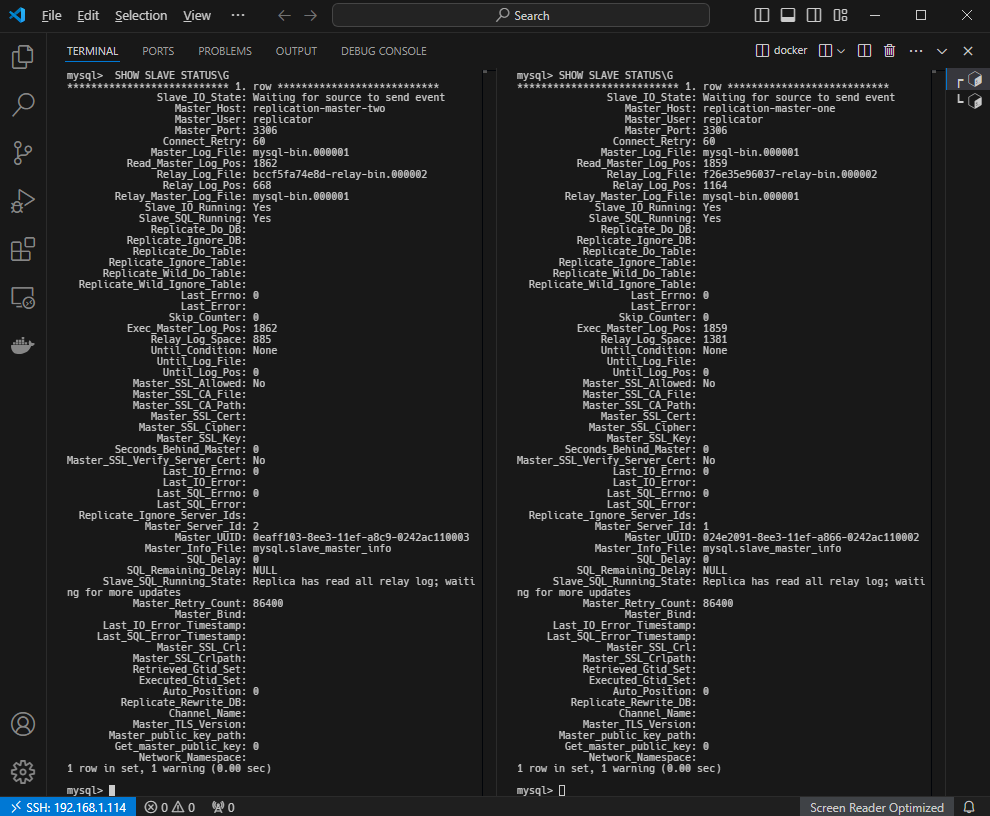 File Edit Selection View ··· Search
TERMINAL PORTS PROBLEMS OUTPUT DEBUG CONSOLE docker
mysql>  SHOW SLAVE STATUS\G
*************************** 1. row ***************************
Slave_IO_State: Waiting for source to send event
Master_Host: replication-master-two
Master_User: replicator
Master_Port: 3306
Connect_Retry: 60
Master_Log_File: mysql-bin.000001
Read_Master_Log_Pos: 1862
Relay_Log_File: bccf5fa74e8d-relay-bin.000002
Relay_Log_Pos: 668
Relay_Master_Log_File: mysql-bin.000001
Slave_IO_Running: Yes
Slave_SQL_Running: Yes
Replicate_Do_DB:
Replicate_Ignore_DB:
Replicate_Do_Table:
Replicate_Ignore_Table:
Replicate_Wild_Do_Table:
Replicate_Wild_Ignore_Table:
Last_Errno: 0
Last_Error:
Skip_Counter: 0
Exec_Master_Log_Pos: 1862
Relay_Log_Space: 885
Until_Condition: None
Until_Log_File:
Until_Log_Pos: 0
Master_SSL_Allowed: No
Master_SSL_CA_File:
Master_SSL_CA_Path:
Master_SSL_Cert:
Master_SSL_Cipher:
Master_SSL_Key:
Seconds_Behind_Master: 0
Master_SSL_Verify_Server_Cert: No
Last_IO_Errno: 0
Last_IO_Error:
Last_SQL_Errno: 0
Last_SQL_Error:
Replicate_Ignore_Server_Ids:
Master_Server_Id: 2
Master_UUID: 0eaff103-8ee3-11ef-a8c9-0242ac110003
Master_Info_File: mysql.slave_master_info
SQL_Delay: 0
SQL_Remaining_Delay: NULL
Slave_SQL_Running_State: Replica has read all relay log; waiti
ng for more updates
Master_Retry_Count: 86400
Master_Bind:
Last_IO_Error_Timestamp:
Last_SQL_Error_Timestamp:
Master_SSL_Crl:
Master_SSL_Crlpath:
Retrieved_Gtid_Set:
Executed_Gtid_Set:
Auto_Position: 0
Replicate_Rewrite_DB:
Channel_Name:
Master_TLS_Version:
Master_public_key_path:
Get_master_public_key: 0
Network_Namespace:
1 row in set, 1 warning (0.00 sec)
mysql>
mysql> SHOW SLAVE STATUS\G
*************************** 1. row ***************************
Slave_IO_State: Waiting for source to send event
Master_Host: replication-master-one
Master_User: replicator
Master_Port: 3306
Connect_Retry: 60
Master_Log_File: mysql-bin.000001
Read_Master_Log_Pos: 1859
Relay_Log_File: f26e35e96037-relay-bin.000002
Relay_Log_Pos: 1164
Relay_Master_Log_File: mysql-bin.000001
Slave_IO_Running: Yes
Slave_SQL_Running: Yes
Replicate_Do_DB:
Replicate_Ignore_DB:
Replicate_Do_Table:
Replicate_Ignore_Table:
Replicate_Wild_Do_Table:
Replicate_Wild_Ignore_Table:
Last_Errno: 0
Last_Error:
Skip_Counter: 0
Exec_Master_Log_Pos: 1859
Relay_Log_Space: 1381
Until_Condition: None
Until_Log_File:
Until_Log_Pos: 0
Master_SSL_Allowed: No
Master_SSL_CA_File:
Master_SSL_CA_Path:
Master_SSL_Cert:
Master_SSL_Cipher:
Master_SSL_Key:
Seconds_Behind_Master: 0
Master_SSL_Verify_Server_Cert: No
Last_IO_Errno: 0
Last_IO_Error:
Last_SQL_Errno: 0
Last_SQL_Error:
Replicate_Ignore_Server_Ids:
Master_Server_Id: 1
Master_UUID: 024e2091-8ee3-11ef-a866-0242ac110002
Master_Info_File: mysql.slave_master_info
SQL_Delay: 0
SQL_Remaining_Delay: NULL
Slave_SQL_Running_State: Replica has read all relay log; waiti
ng for more updates
Master_Retry_Count: 86400
Master_Bind:
Last_IO_Error_Timestamp:
Last_SQL_Error_Timestamp:
Master_SSL_Crl:
Master_SSL_Crlpath:
Retrieved_Gtid_Set:
Executed_Gtid_Set:
Auto_Position: 0
Replicate_Rewrite_DB:
Channel_Name:
Master_TLS_Version:
Master_public_key_path:
Get_master_public_key: 0
Network_Namespace:
1 row in set, 1 warning (0.00 sec)
mysql>
SSH: 192.168.1.114 0 0 0 Screen Reader Optimized